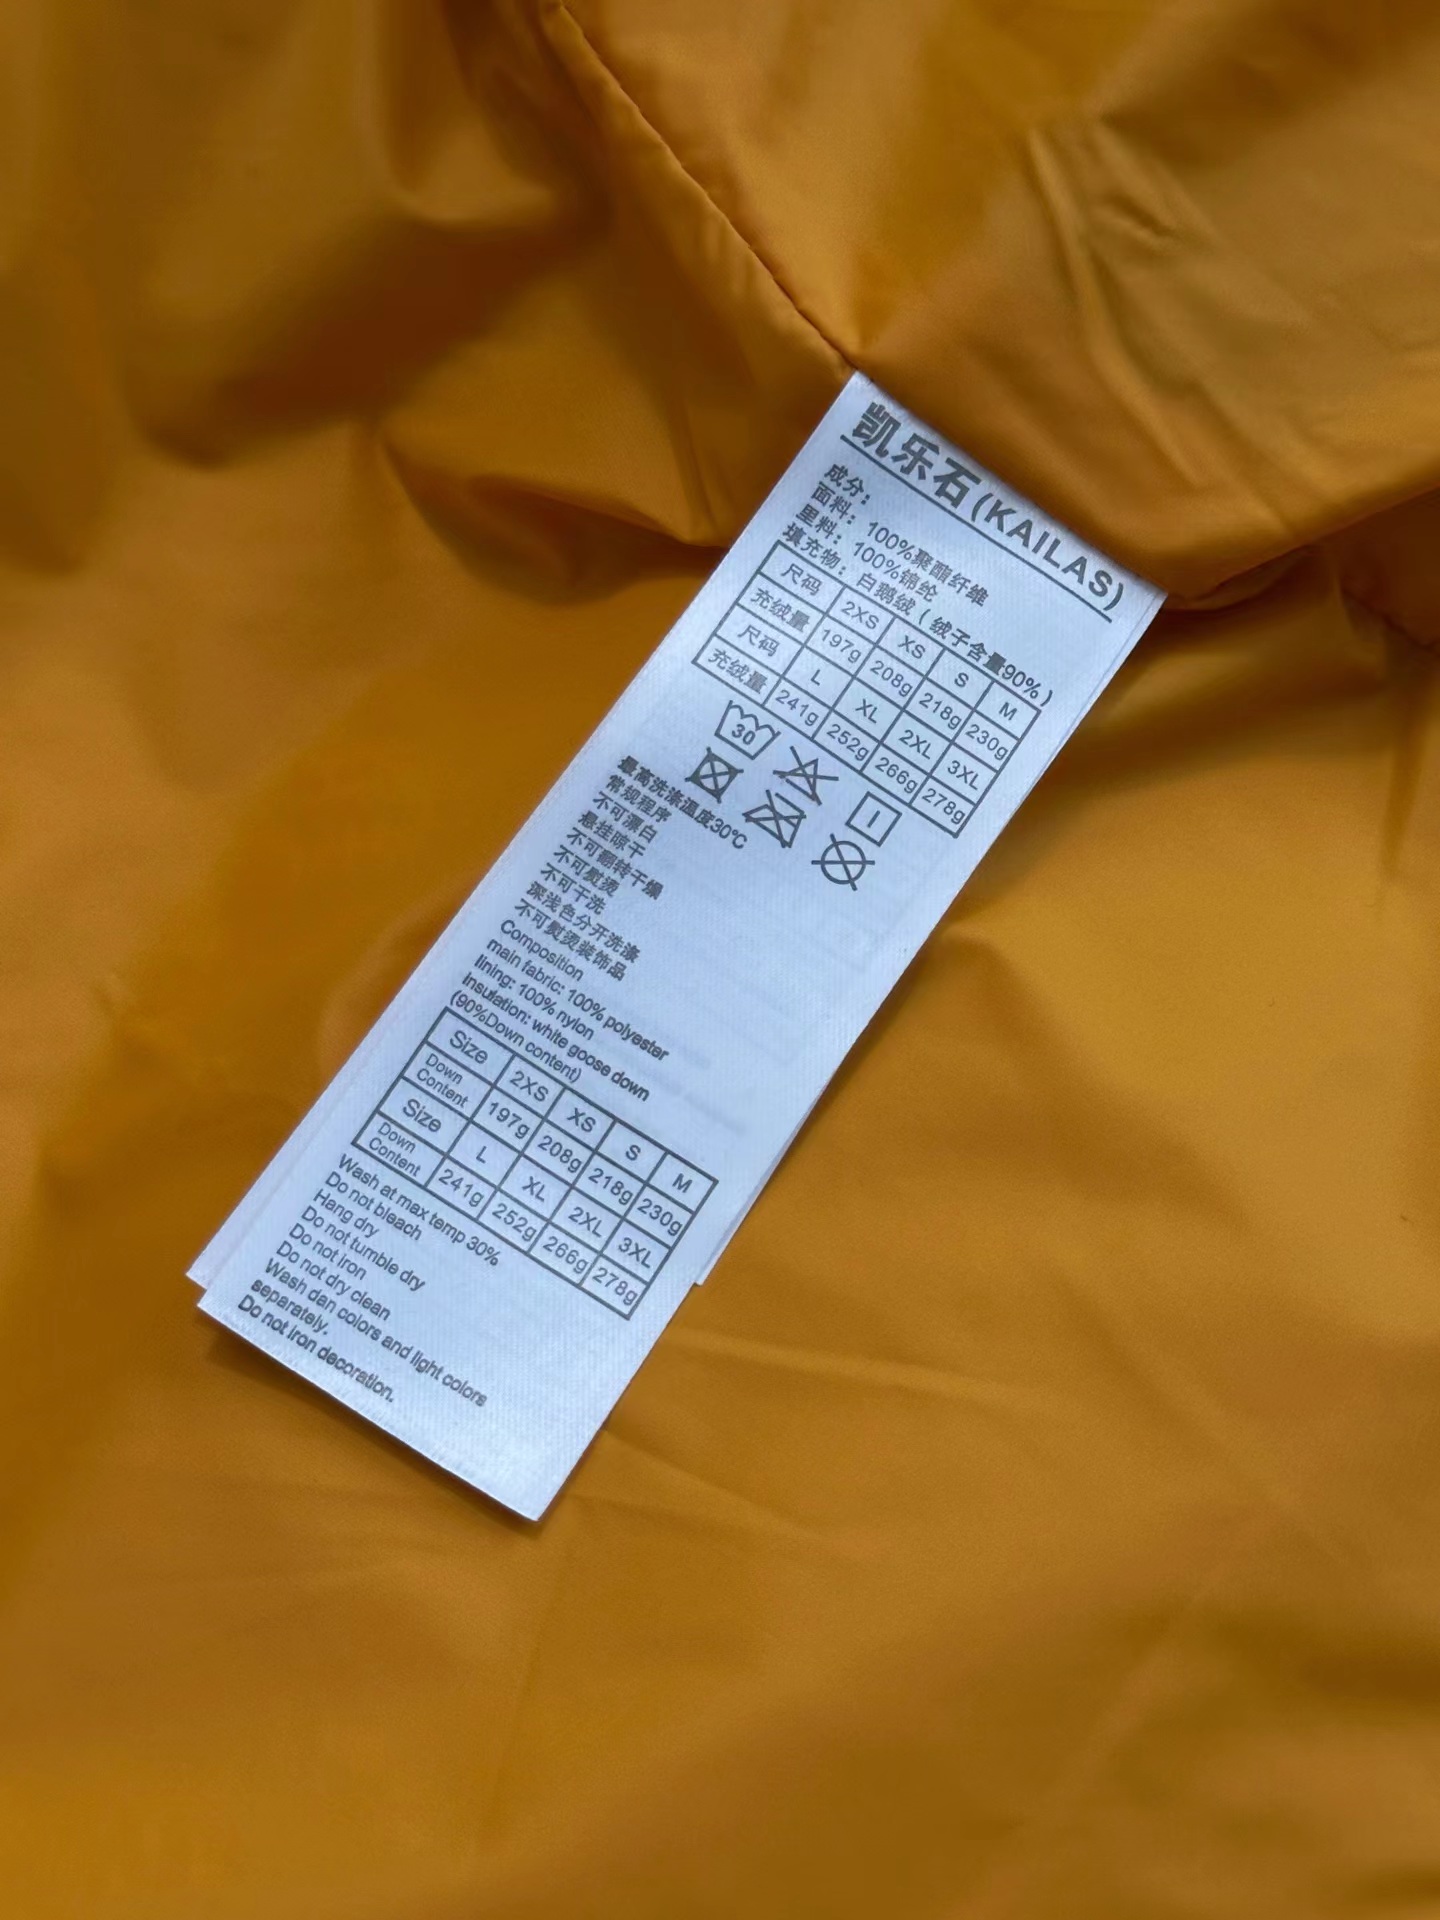 凯乐石(KAILAS)
成分:
面料: 100%聚酯纤维
里料: 100%锦纶
填充物: 白鹅绒 (绒子含量90%)
尺码 2XS XS S M
充绒量 197g 208g 218g 230g
尺码 L XL 2XL 3XL
充绒量 241g 252g 266g 278g
30
最高洗涤温度30℃
常规程序
不可漂白
悬挂晾干
不可翻转干燥
不可熨烫
不可干洗
深浅色分开洗涤
不可熨烫装饰品
Composition
main fabric: 100% polyester
lining: 100% nylon
Insulation: white goose down
(90%Down content)
Size 2XS XS S M
Down Content 197g 208g 218g 230g
Size L XL 2XL 3XL
Down Content 241g 252g 266g 278g
Wash at max temp 30%
Do not bleach
Hang dry
Do not tumble dry
Do not iron
Do not dry clean
Wash dan colors and light colors
separately.
Do not iron decoration.